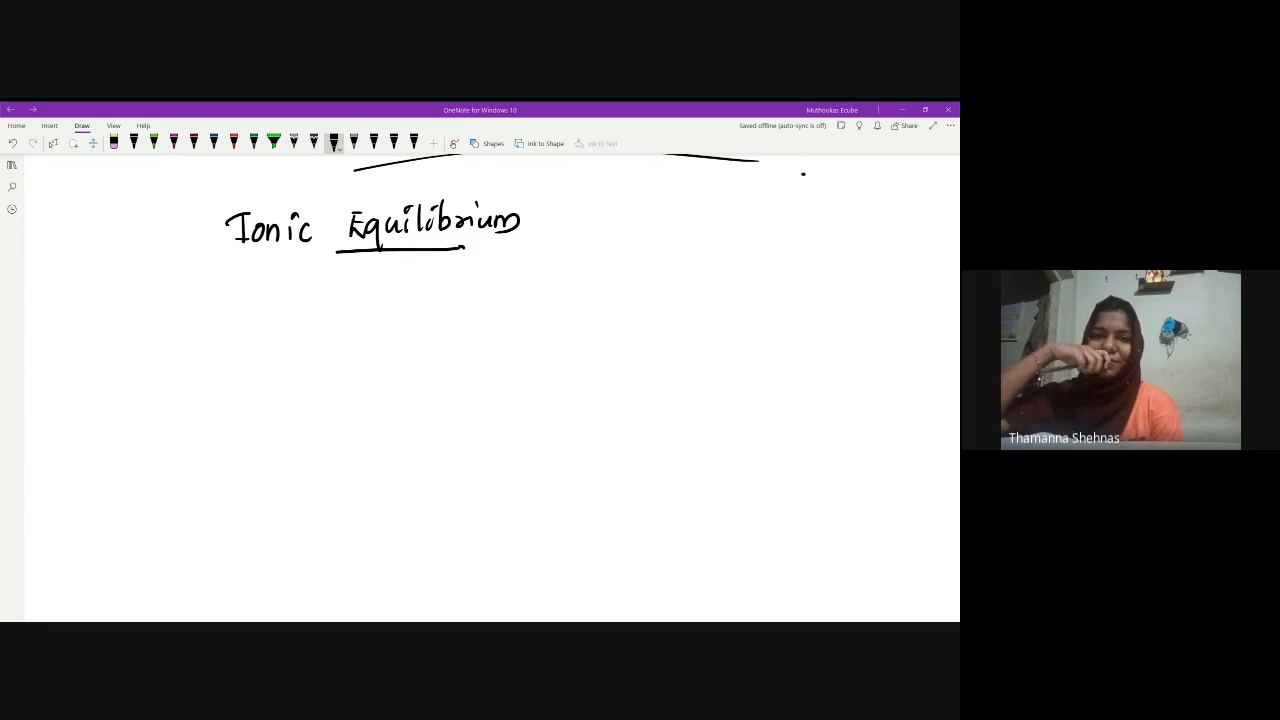 OneNote for Windows 10
Muthookas Ecube
Home Insert Draw View Help
Saved offline (auto-sync is off) Share
Shapes Ink to Shape Ink to Text
Ionic Equilibrium
Thamanna Shehnas